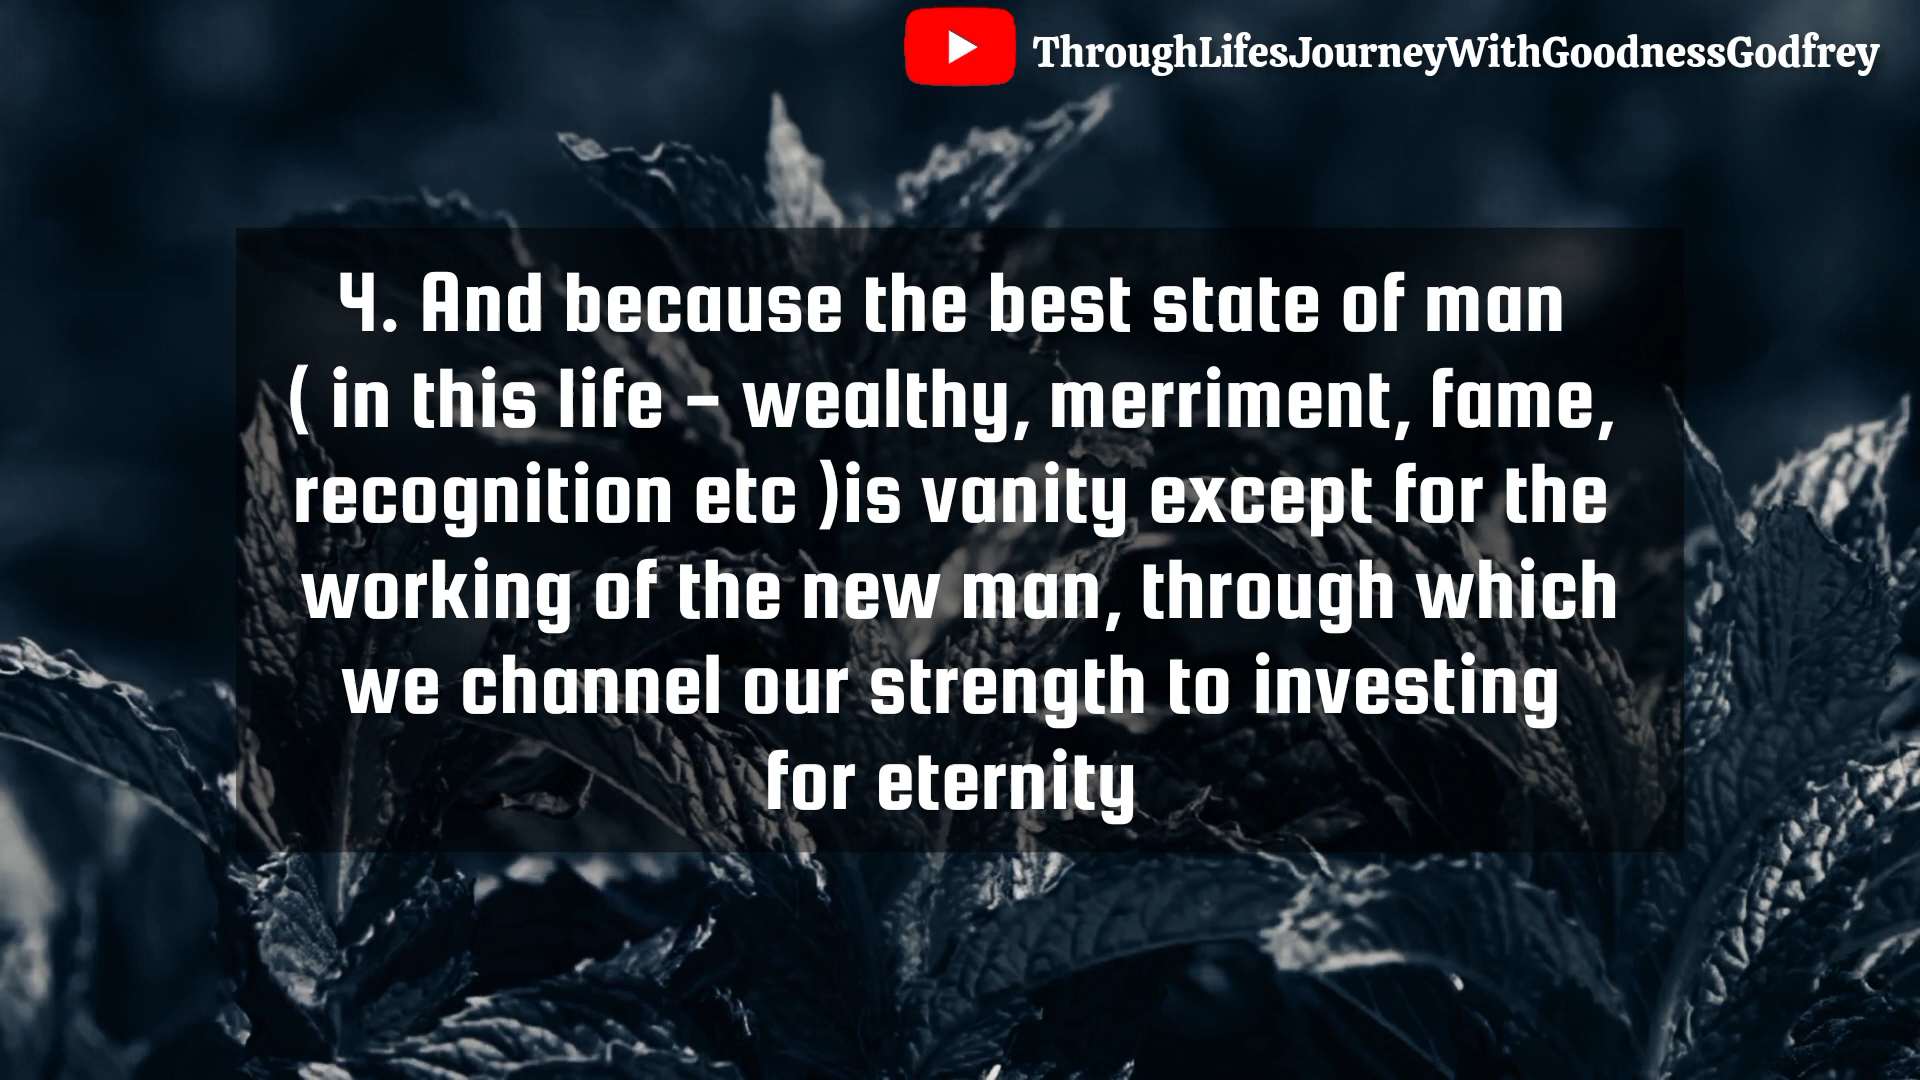 ThroughLifesJourneyWithGoodnessGodfrey
4. And because the best state of man
( in this life - wealthy, merriment, fame,
recognition etc )is vanity except for the
working of the new man, through which
we channel our strength to investing
for eternity